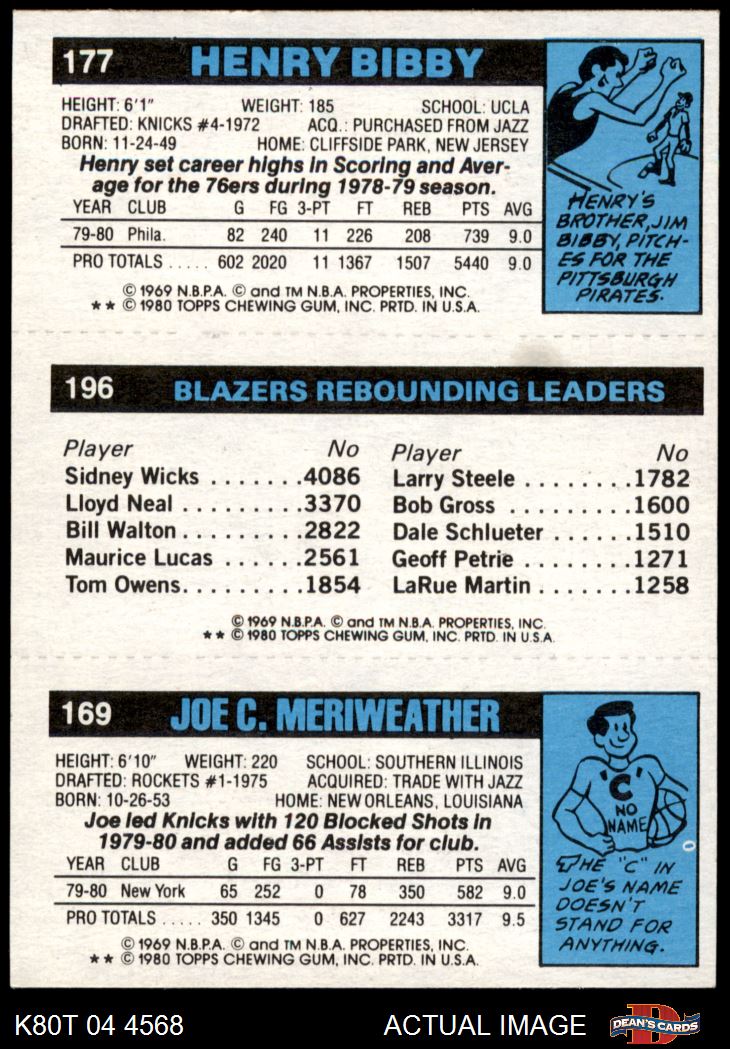 177 HENRY BIBBY
HEIGHT: 6'1" WEIGHT: 185 SCHOOL: UCLA
DRAFTED: KNICKS #4-1972 ACQ.: PURCHASED FROM JAZZ
BORN: 11-24-49 HOME: CLIFFSIDE PARK, NEW JERSEY
Henry set career highs in Scoring and Aver-
age for the 76ers during 1978-79 season.
YEAR CLUB G FG 3-PT FT REB PTS AVG
79-80 Phila. 82 240 11 226 208 739 9.0
PRO TOTALS ..... 602 2020 11 1367 1507 5440 9.0
© 1969 N.B.P.A. © and TM N.B.A. PROPERTIES, INC.
** © 1980 TOPPS CHEWING GUM, INC. PRTD. IN U.S.A.
HENRY'S
BROTHER, JIM
BIBBY, PITCH-
ES FOR THE
PITTSBURGH
PIRATES.
196 BLAZERS REBOUNDING LEADERS
Player No Player No
Sidney Wicks .......4086 Larry Steele ........1782
Lloyd Neal .........3370 Bob Gross .........1600
Bill Walton .........2822 Dale Schlueter ......1510
Maurice Lucas ......2561 Geoff Petrie ........1271
Tom Owens.........1854 LaRue Martin .......1258
© 1969 N.B.P.A. © and TM N.B.A. PROPERTIES, INC.
** © 1980 TOPPS CHEWING GUM, INC. PRTD. IN U.S.A.
169 JOE C. MERIWEATHER
HEIGHT: 6'10" WEIGHT: 220 SCHOOL: SOUTHERN ILLINOIS
DRAFTED: ROCKETS #1-1975 ACQUIRED: TRADE WITH JAZZ
BORN: 10-26-53 HOME: NEW ORLEANS, LOUISIANA
Joe led Knicks with 120 Blocked Shots in
1979-80 and added 66 Assists for club.
YEAR CLUB G FG 3-PT FT REB PTS AVG
79-80 New York 65 252 0 78 350 582 9.0
PRO TOTALS ..... 350 1345 0 627 2243 3317 9.5
© 1969 N.B.P.A. © and TM N.B.A. PROPERTIES, INC.
** © 1980 TOPPS CHEWING GUM, INC. PRTD. IN U.S.A.
'C'
NO
NAME
THE "C" IN
JOE'S NAME
DOESN'T
STAND FOR
ANYTHING.
K80T 04 4568 ACTUAL IMAGE DEAN'S CARDS